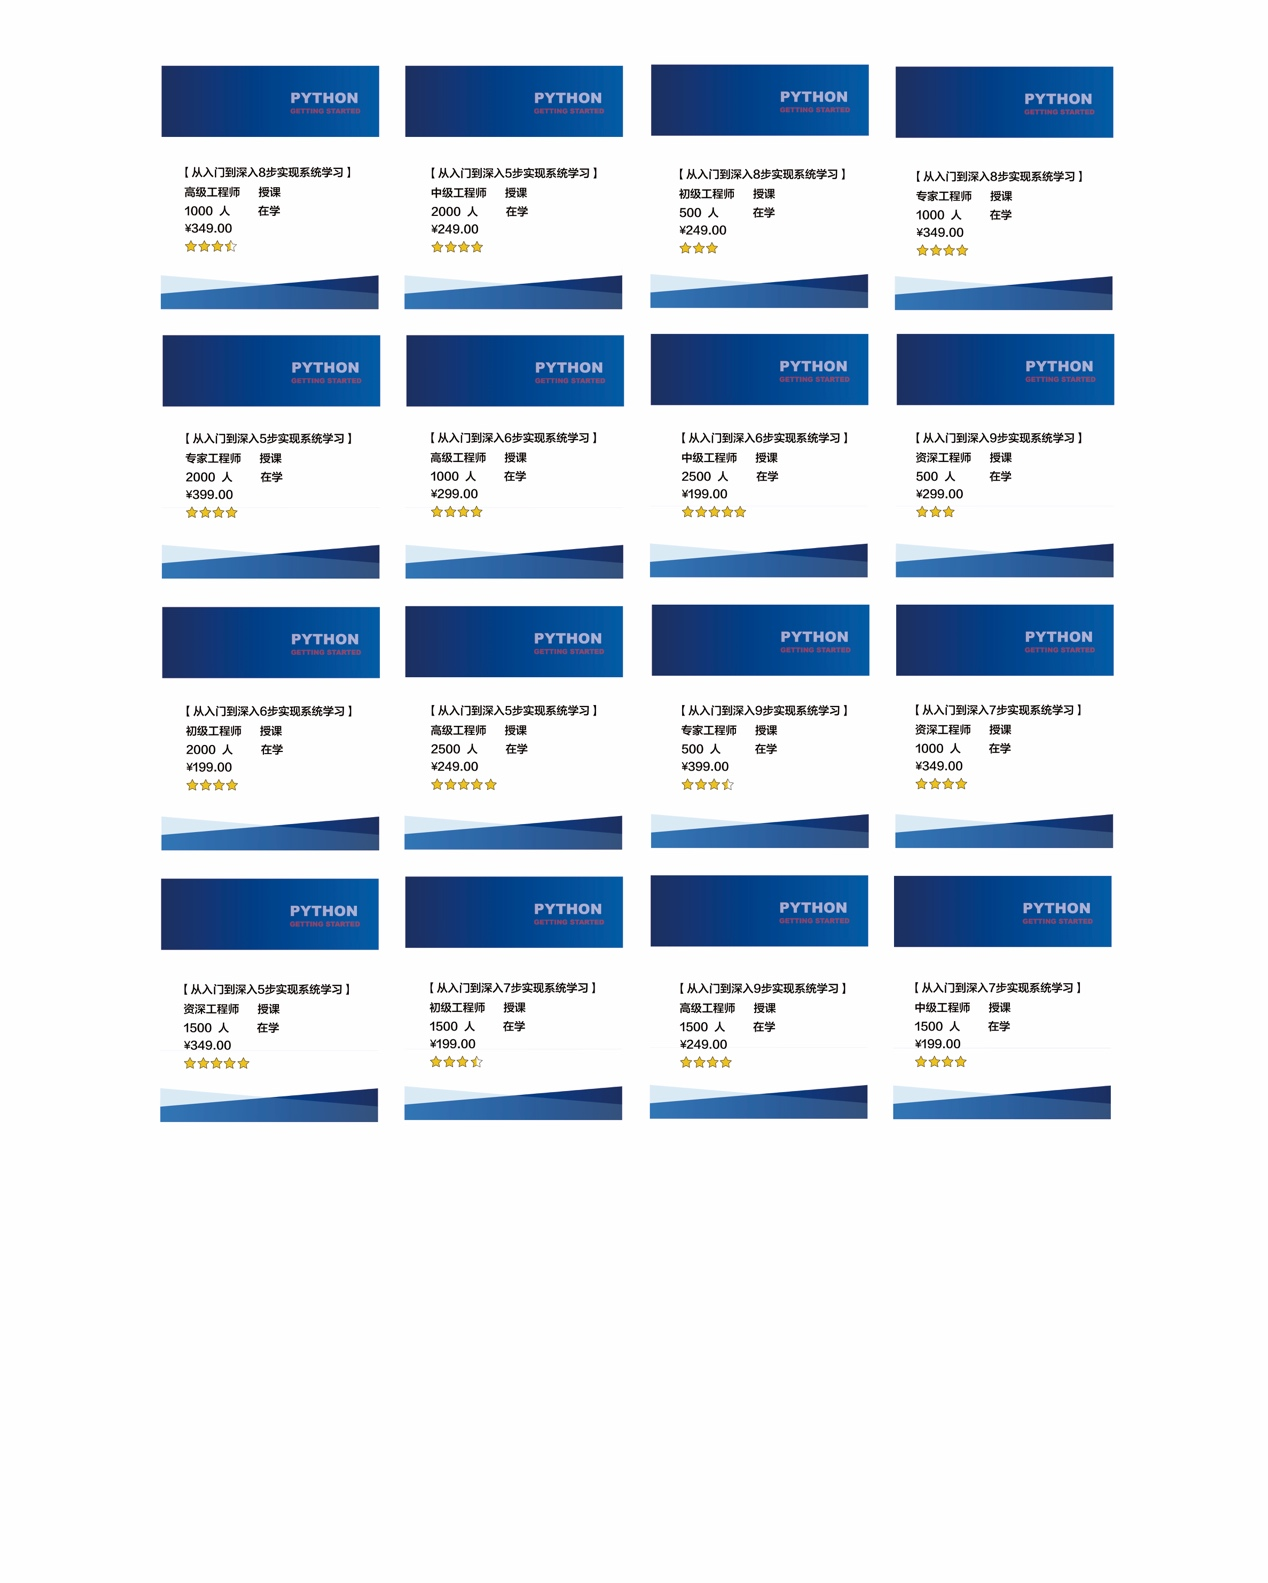 PYTHON
GETTING STARTED
【从入门到深入8步实现系统学习】
高级工程师 授课
1000 人 在学
¥349.00
PYTHON
GETTING STARTED
【从入门到深入5步实现系统学习】
中级工程师 授课
2000 人 在学
¥249.00
PYTHON
GETTING STARTED
【从入门到深入8步实现系统学习】
初级工程师 授课
500 人 在学
¥249.00
PYTHON
GETTING STARTED
【从入门到深入8步实现系统学习】
专家工程师 授课
1000 人 在学
¥349.00
PYTHON
GETTING STARTED
【从入门到深入5步实现系统学习】
专家工程师 授课
2000 人 在学
¥399.00
PYTHON
GETTING STARTED
【从入门到深入6步实现系统学习】
高级工程师 授课
1000 人 在学
¥299.00
PYTHON
GETTING STARTED
【从入门到深入6步实现系统学习】
中级工程师 授课
2500 人 在学
¥199.00
PYTHON
GETTING STARTED
【从入门到深入9步实现系统学习】
资深工程师 授课
500 人 在学
¥299.00
PYTHON
GETTING STARTED
【从入门到深入6步实现系统学习】
初级工程师 授课
2000 人 在学
¥199.00
PYTHON
GETTING STARTED
【从入门到深入5步实现系统学习】
高级工程师 授课
2500 人 在学
¥249.00
PYTHON
GETTING STARTED
【从入门到深入9步实现系统学习】
专家工程师 授课
500 人 在学
¥399.00
PYTHON
GETTING STARTED
【从入门到深入7步实现系统学习】
资深工程师 授课
1000 人 在学
¥349.00
PYTHON
GETTING STARTED
【从入门到深入5步实现系统学习】
资深工程师 授课
1500 人 在学
¥349.00
PYTHON
GETTING STARTED
【从入门到深入7步实现系统学习】
初级工程师 授课
1500 人 在学
¥199.00
PYTHON
GETTING STARTED
【从入门到深入9步实现系统学习】
高级工程师 授课
1500 人 在学
¥249.00
PYTHON
GETTING STARTED
【从入门到深入7步实现系统学习】
中级工程师 授课
1500 人 在学
¥199.00